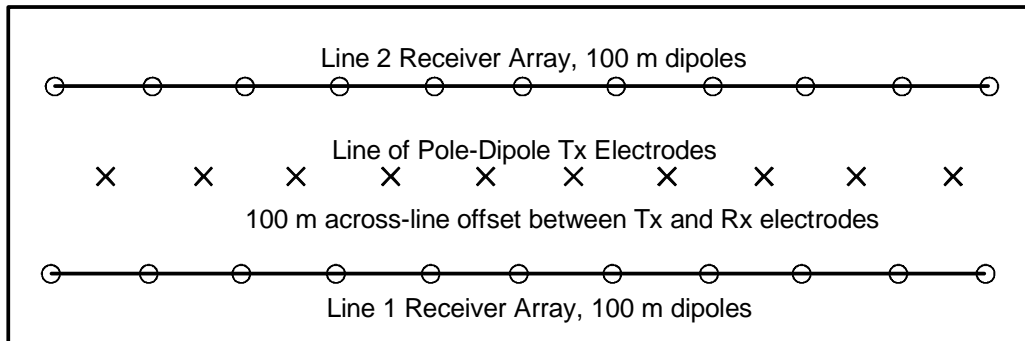 Line 2 Receiver Array, 100 m dipoles
Line of Pole-Dipole Tx Electrodes
100 m across-line offset between Tx and Rx electrodes
Line 1 Receiver Array, 100 m dipoles